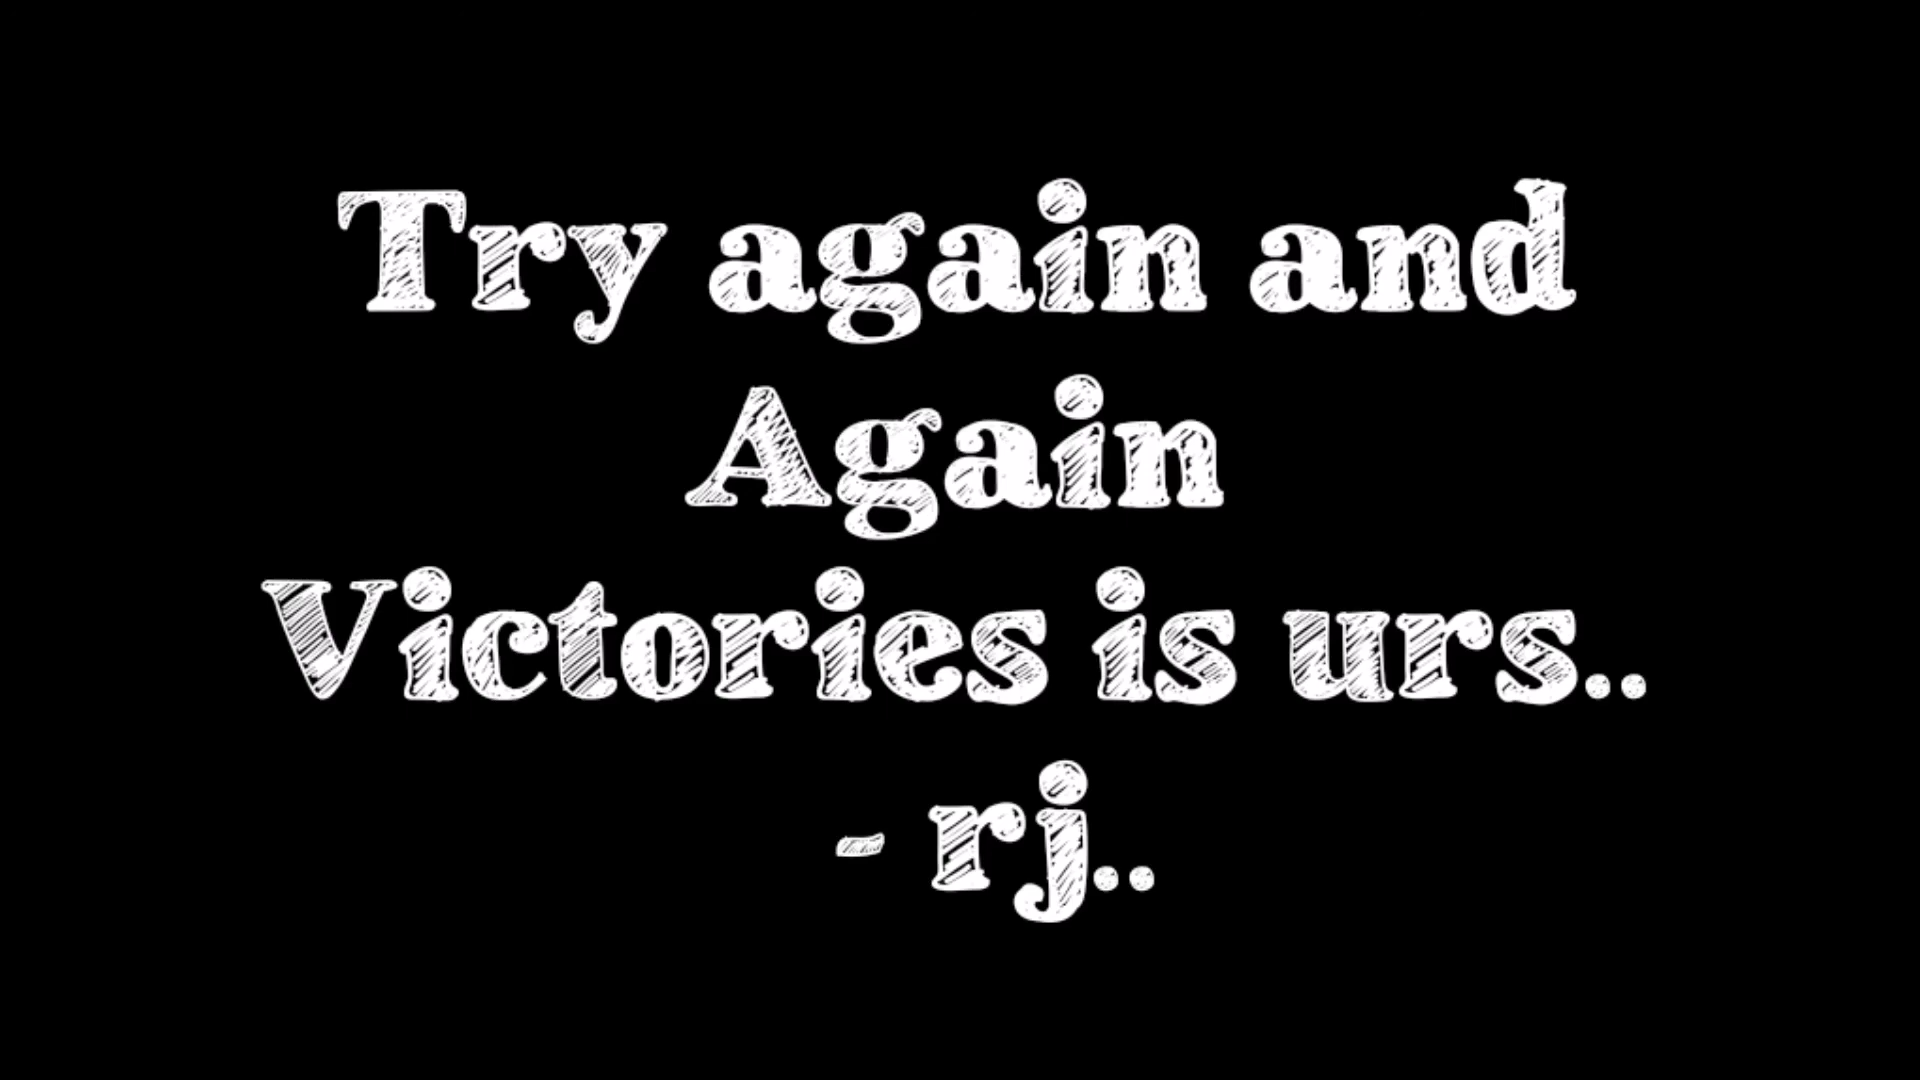 Try again and
Again
Victories is urs..
- rj..